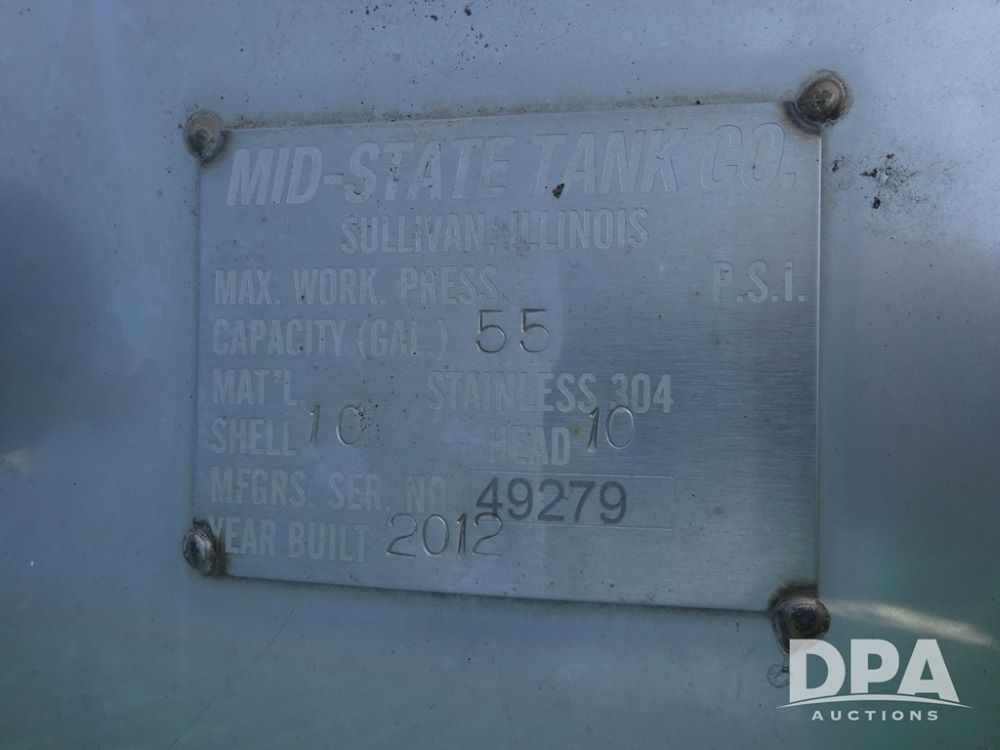 MID-STATE TANK CO.
SULLIVAN, ILLINOIS
MAX. WORK. PRESS. P.S.I.
CAPACITY (GAL.) 55
MAT'L. STAINLESS 304
SHELL 10 HEAD 10
MFGRS. SER. NO. 49279
YEAR BUILT 2012
DPA
AUCTIONS